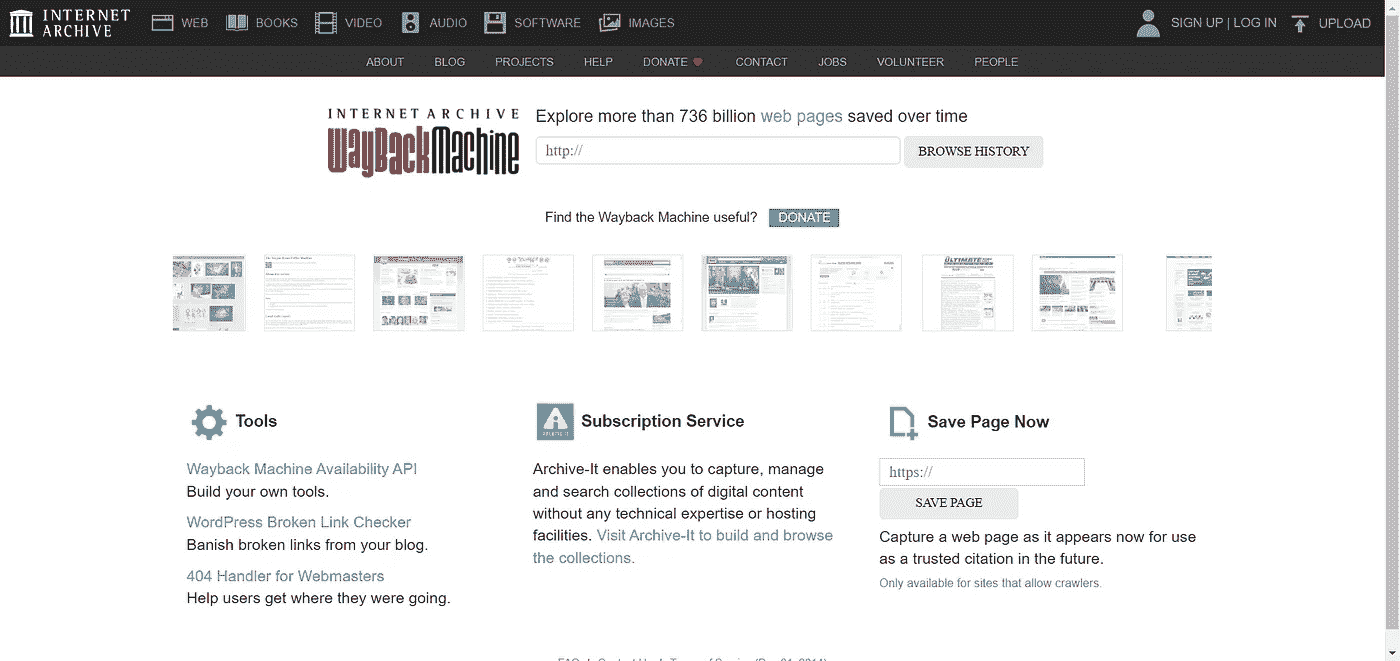 INTERNET ARCHIVE
WEB
BOOKS
VIDEO
AUDIO
SOFTWARE
IMAGES
SIGN UP | LOG IN
UPLOAD
ABOUT
BLOG
PROJECTS
HELP
DONATE
CONTACT
JOBS
VOLUNTEER
PEOPLE
INTERNET ARCHIVE
WayBackMachine
Explore more than 736 billion web pages saved over time
http://
BROWSE HISTORY
Find the Wayback Machine useful?
DONATE
ULTIMATE
Tools
Wayback Machine Availability API
Build your own tools.
WordPress Broken Link Checker
Banish broken links from your blog.
404 Handler for Webmasters
Help users get where they were going.
Subscription Service
Archive-It enables you to capture, manage
and search collections of digital content
without any technical expertise or hosting
facilities. Visit Archive-It to build and browse
the collections.
Save Page Now
https://
SAVE PAGE
Capture a web page as it appears now for use
as a trusted citation in the future.
Only available for sites that allow crawlers.